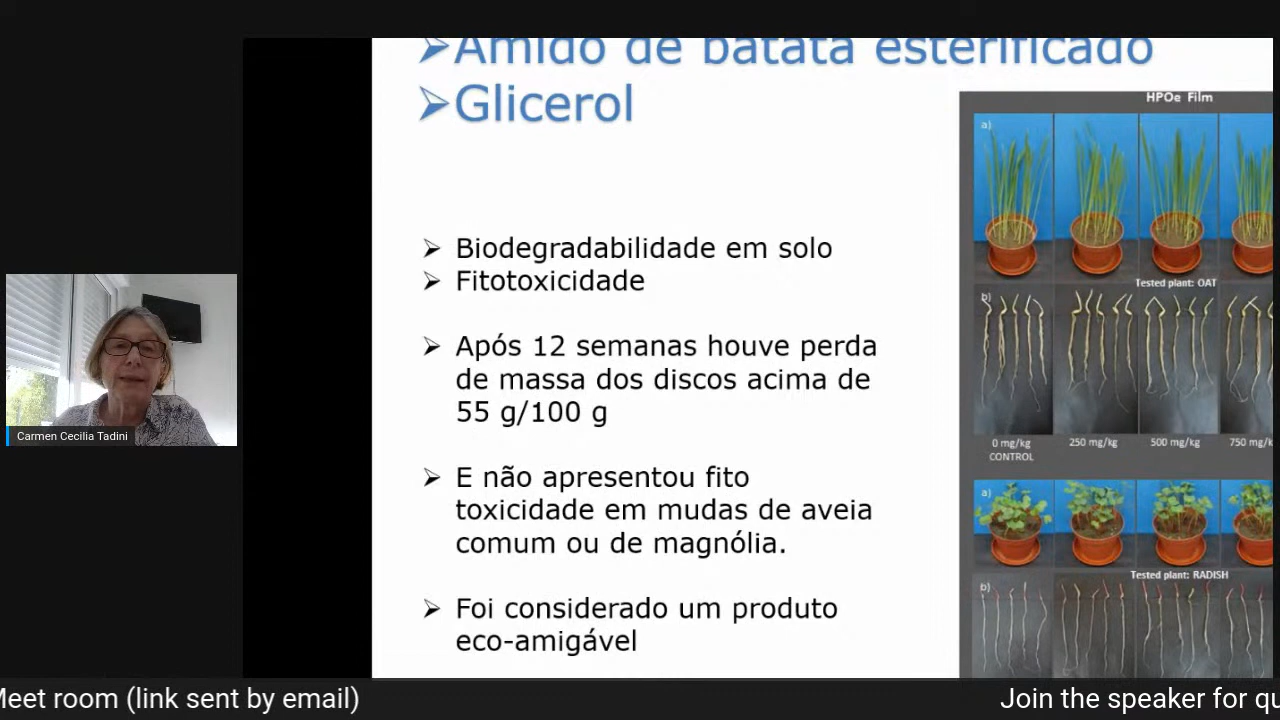 ➢Amido de batata esterificado
➢Glicerol
➢ Biodegradabilidade em solo
➢ Fitotoxicidade
➢ Após 12 semanas houve perda
de massa dos discos acima de
55 g/100 g
➢ E não apresentou fito
toxicidade em mudas de aveia
comum ou de magnólia.
➢ Foi considerado um produto
eco-amigável
HPOe Film
a)
Tested plant: OAT
b)
0 mg/kg 250 mg/kg 500 mg/kg 750 m
CONTROL
a)
Tested plant: RADISH
b)
Carmen Cecilia Tadini
Meet room (link sent by email) Join the speaker for qu